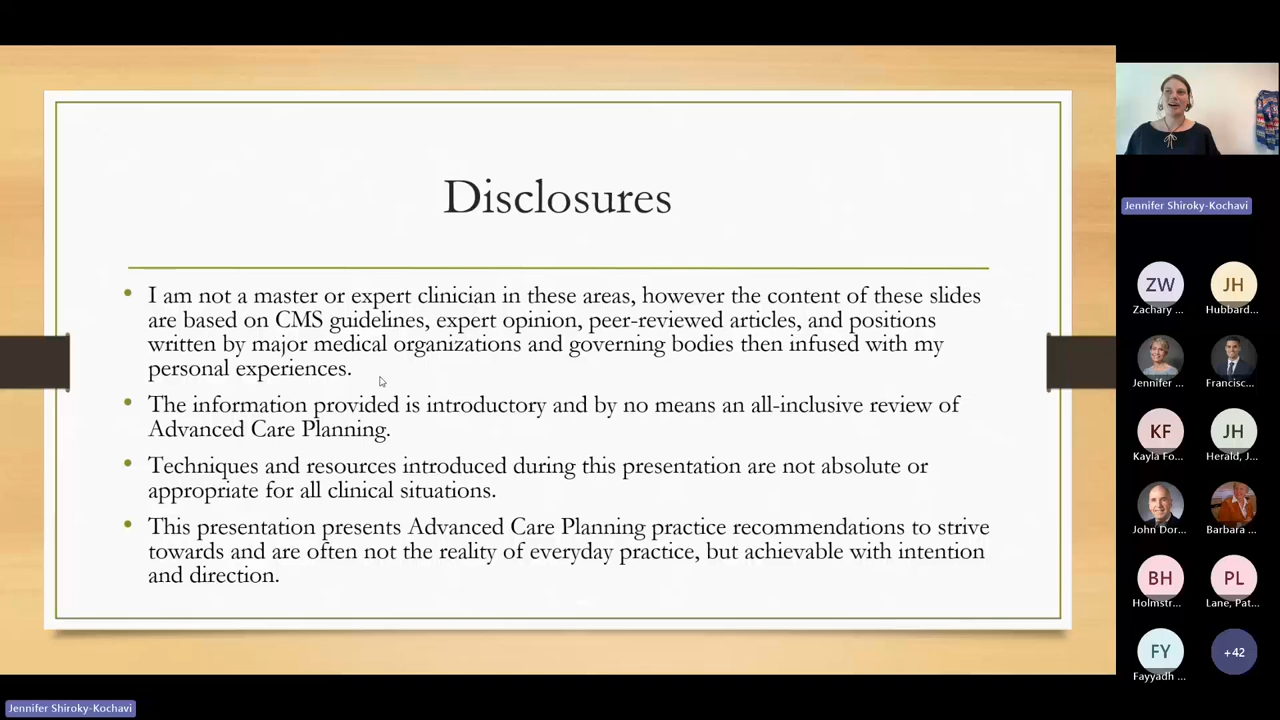 Disclosures
I am not a master or expert clinician in these areas, however the content of these slides
are based on CMS guidelines, expert opinion, peer-reviewed articles, and positions
written by major medical organizations and governing bodies then infused with my
personal experiences.
The information provided is introductory and by no means an all-inclusive review of
Advanced Care Planning.
Techniques and resources introduced during this presentation are not absolute or
appropriate for all clinical situations.
This presentation presents Advanced Care Planning practice recommendations to strive
towards and are often not the reality of everyday practice, but achievable with intention
and direction.
Jennifer Shiroky-Kochavi
ZW
JH
Zachary ...
Hubbard...
Jennifer ...
Francisc...
KF
JH
Kayla Fo...
Herald, J...
John Dor...
Barbara ...
BH
PL
Holmstr...
Lane, Pat...
FY
+42
Fayyadh ...
Jennifer Shiroky-Kochavi